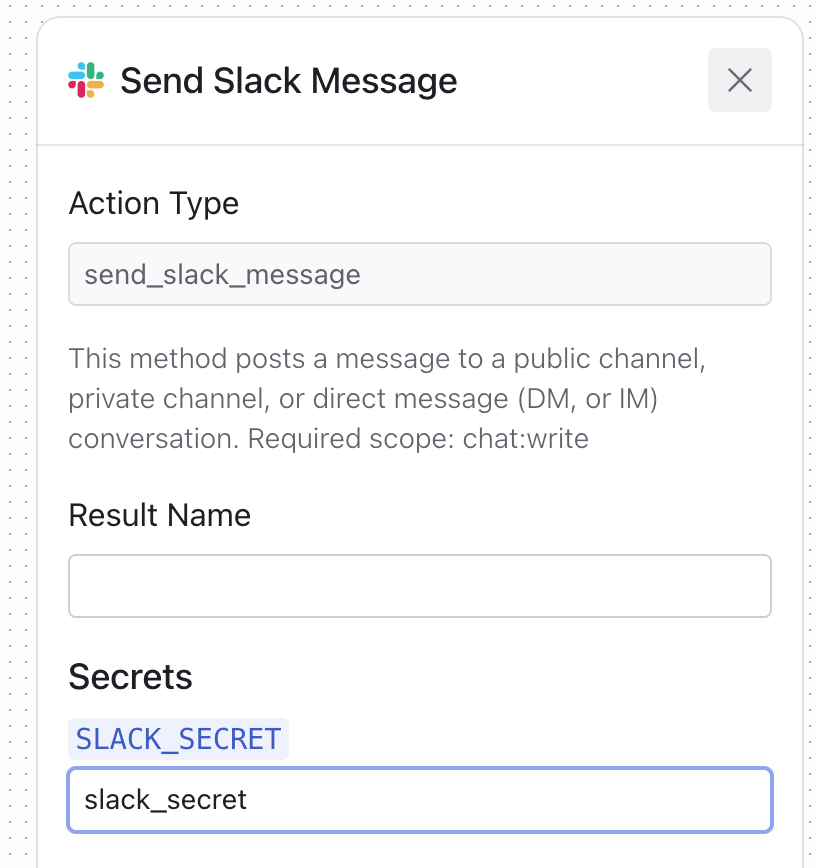 Send Slack Message
Action Type
send_slack_message
This method posts a message to a public channel,
private channel, or direct message (DM, or IM)
conversation. Required scope: chat:write
Result Name
Secrets
SLACK_SECRET
slack_secret